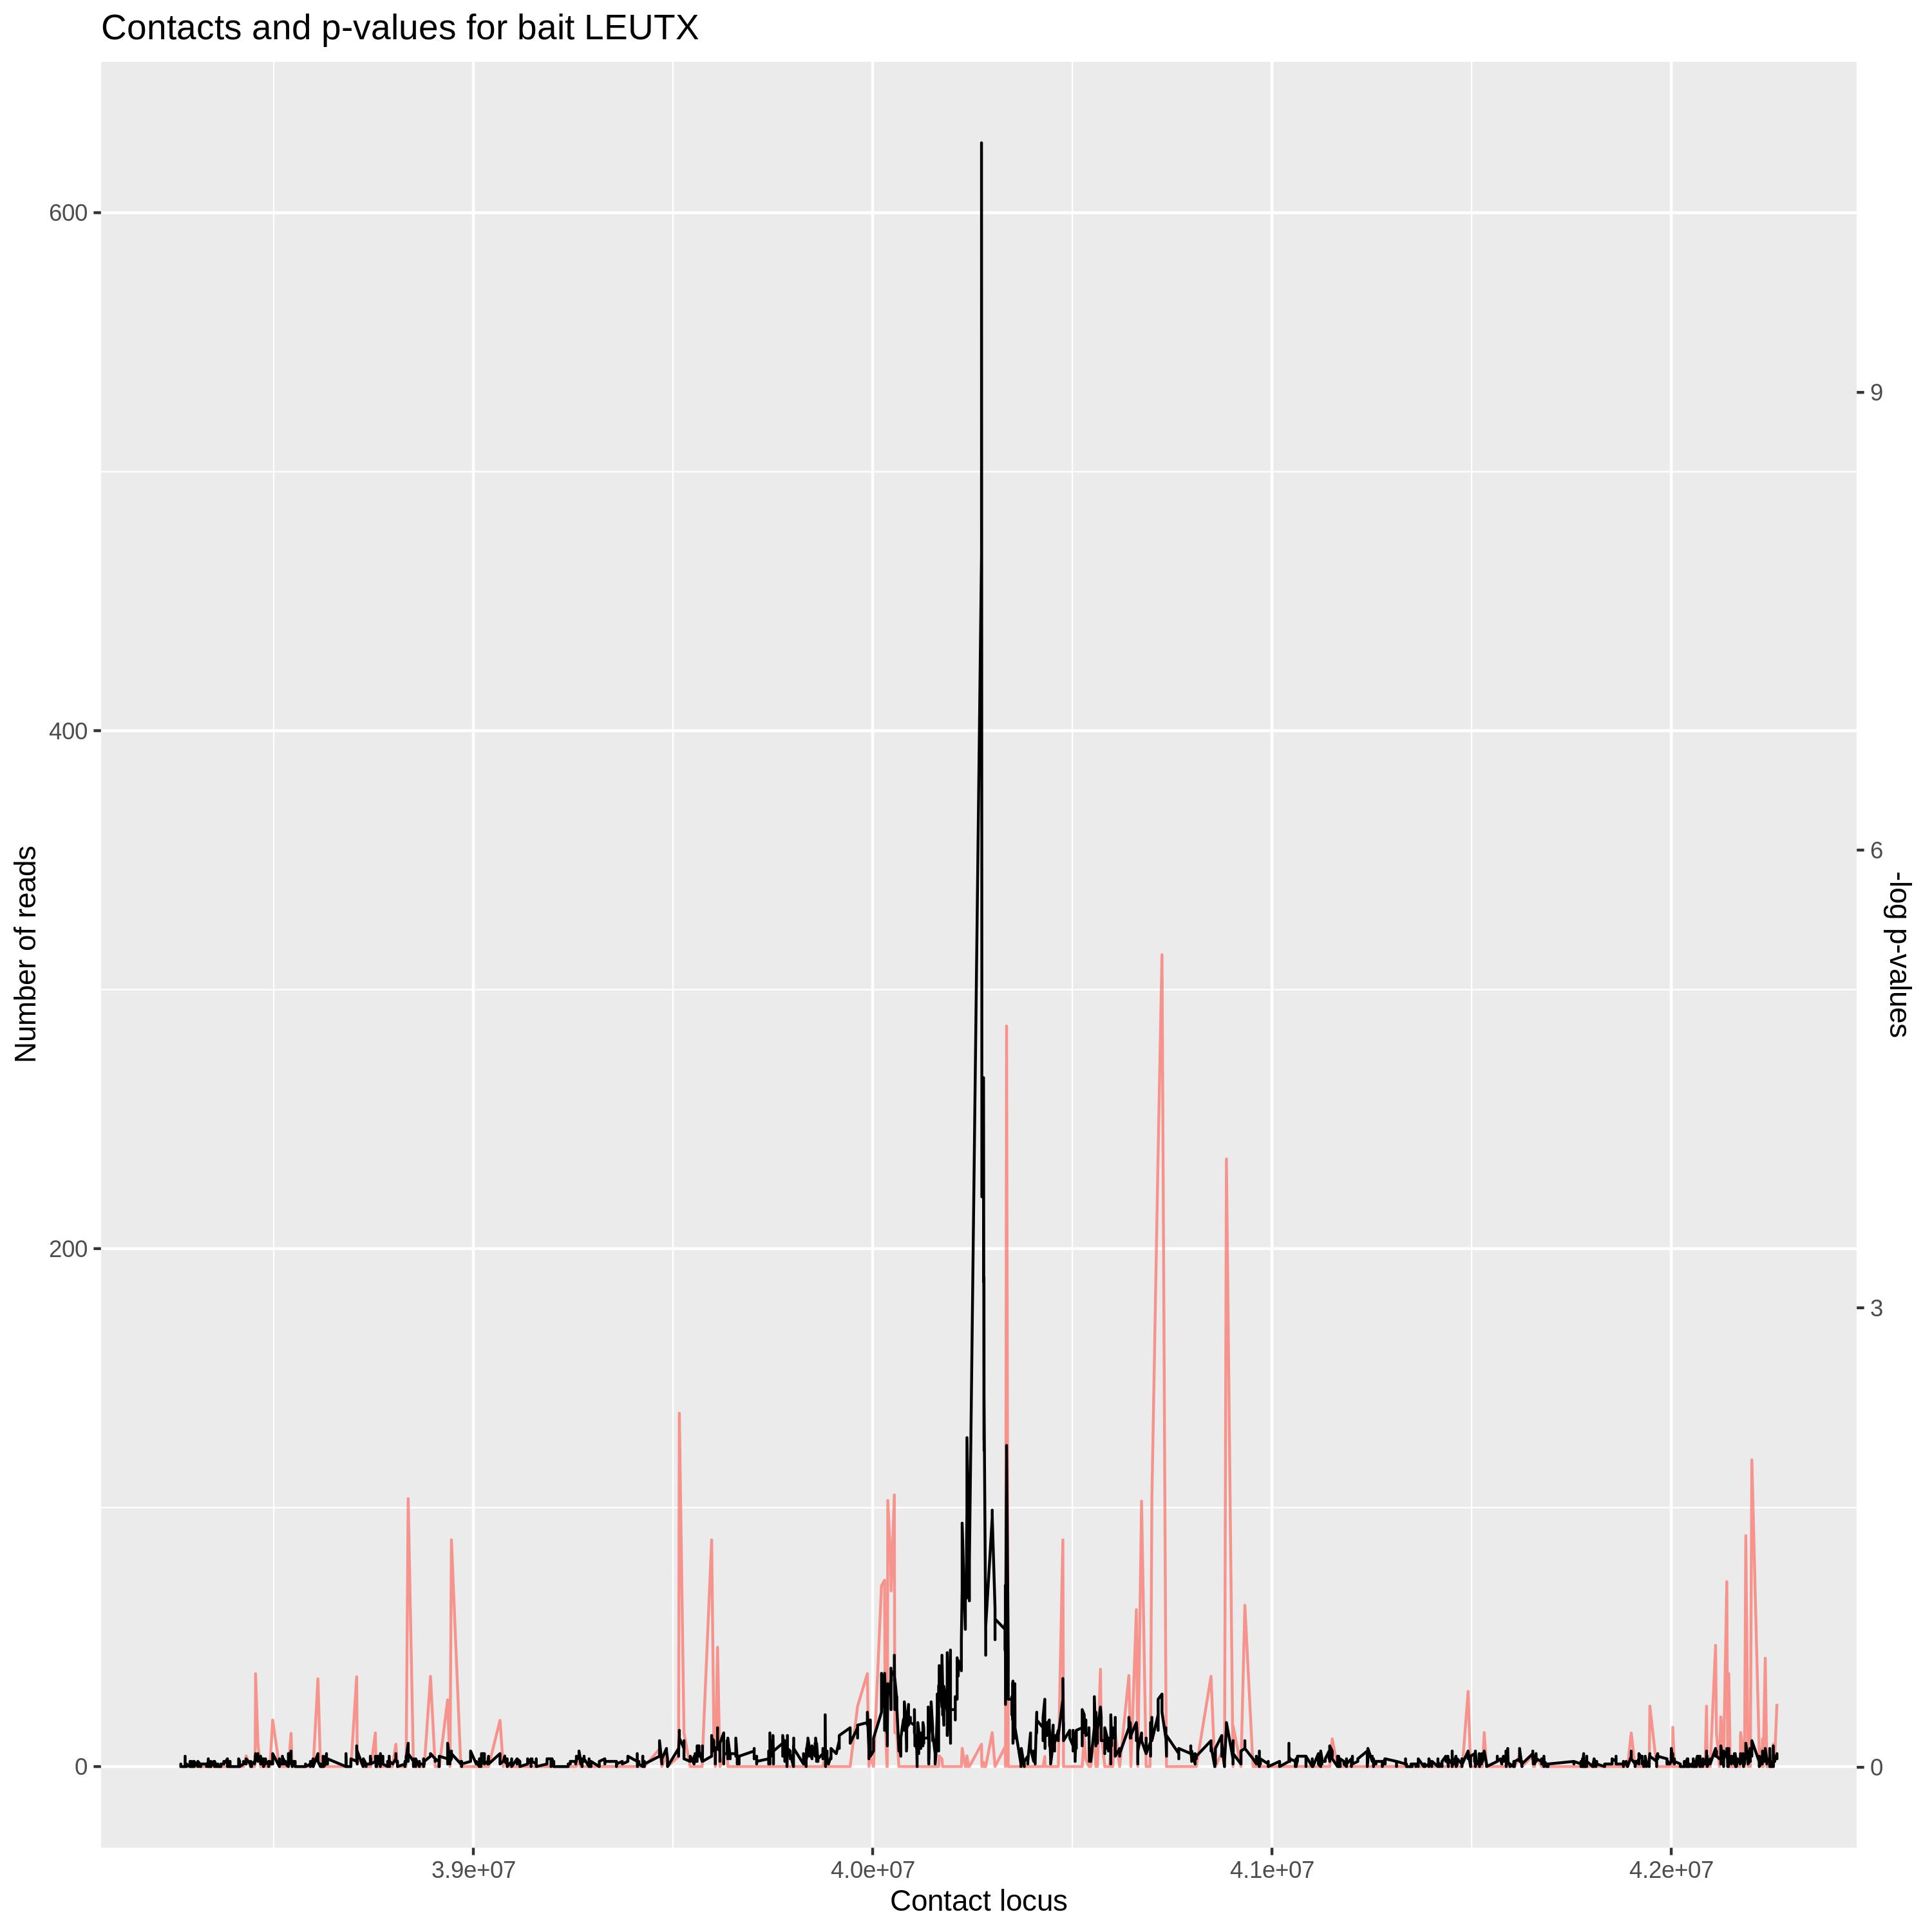 Contacts and p-values for bait LEUTX
600
400
200
0
Number of reads
9
6
3
0
-log p-values
3.9e+07
4.0e+07
4.1e+07
4.2e+07
Contact locus